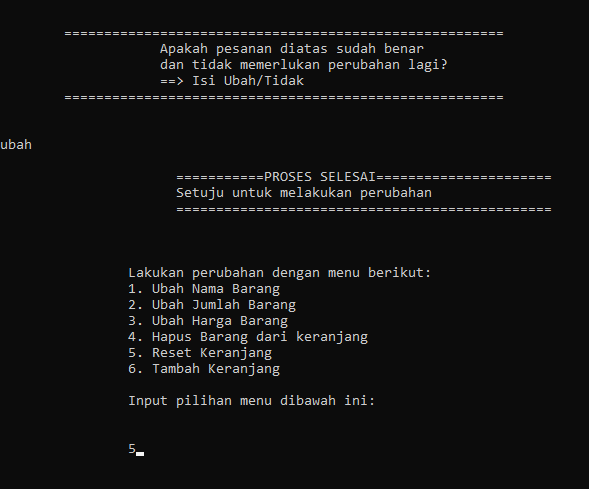 =======================================================
Apakah pesanan diatas sudah benar
dan tidak memerlukan perubahan lagi?
==> Isi Ubah/Tidak
=======================================================
ubah
===========PROSES SELESAI======================
Setuju untuk melakukan perubahan
===============================================
Lakukan perubahan dengan menu berikut:
1. Ubah Nama Barang
2. Ubah Jumlah Barang
3. Ubah Harga Barang
4. Hapus Barang dari keranjang
5. Reset Keranjang
6. Tambah Keranjang
Input pilihan menu dibawah ini:
5